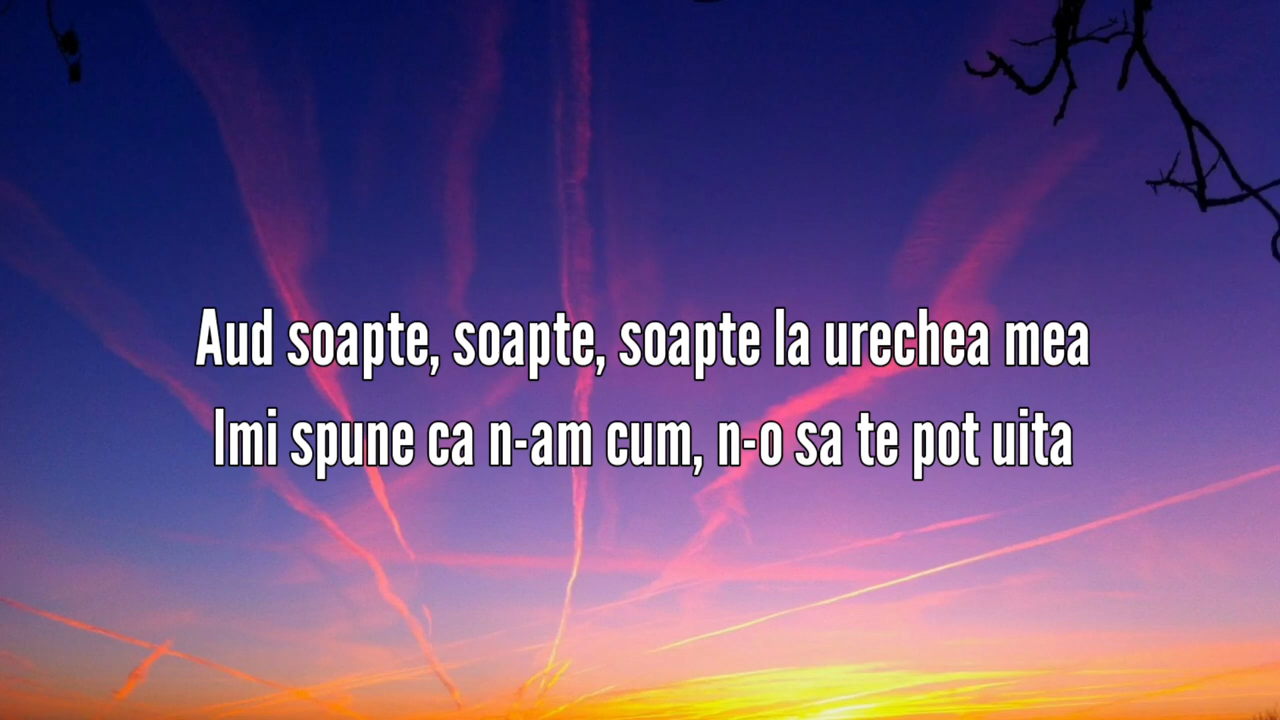 Aud soapte, soapte, soapte la urechea mea
Imi spune ca n-am cum, n-o sa te pot uita